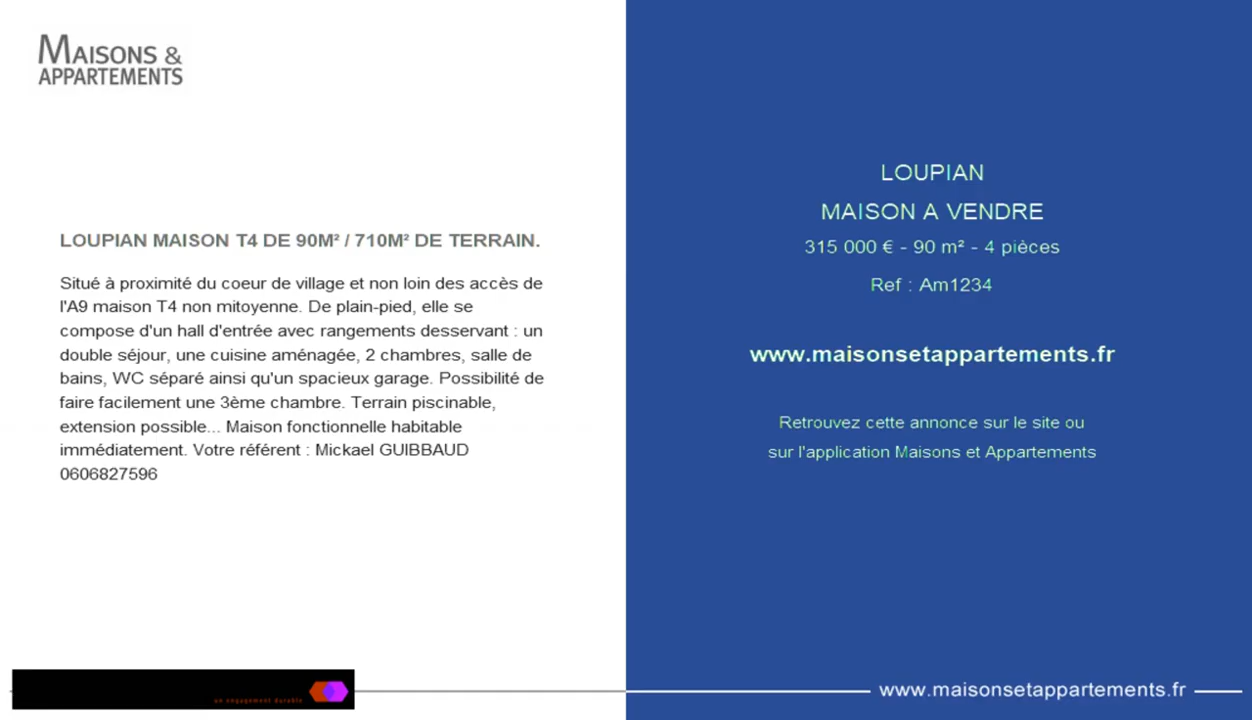 MAISONS &
APPARTEMENTS
LOUPIAN MAISON T4 DE 90M² / 710M² DE TERRAIN.
Situé à proximité du coeur de village et non loin des accès de
l'A9 maison T4 non mitoyenne. De plain-pied, elle se
compose d'un hall d'entrée avec rangements desservant : un
double séjour, une cuisine aménagée, 2 chambres, salle de
bains, WC séparé ainsi qu'un spacieux garage. Possibilité de
faire facilement une 3ème chambre. Terrain piscinable,
extension possible... Maison fonctionnelle habitable
immédiatement. Votre référent : Mickael GUIBBAUD
0606827596
un engagement durable
LOUPIAN
MAISON A VENDRE
315 000 € - 90 m² - 4 pièces
Ref : Am1234
www.maisonsetappartements.fr
Retrouvez cette annonce sur le site ou
sur l'application Maisons et Appartements
www.maisonsetappartements.fr